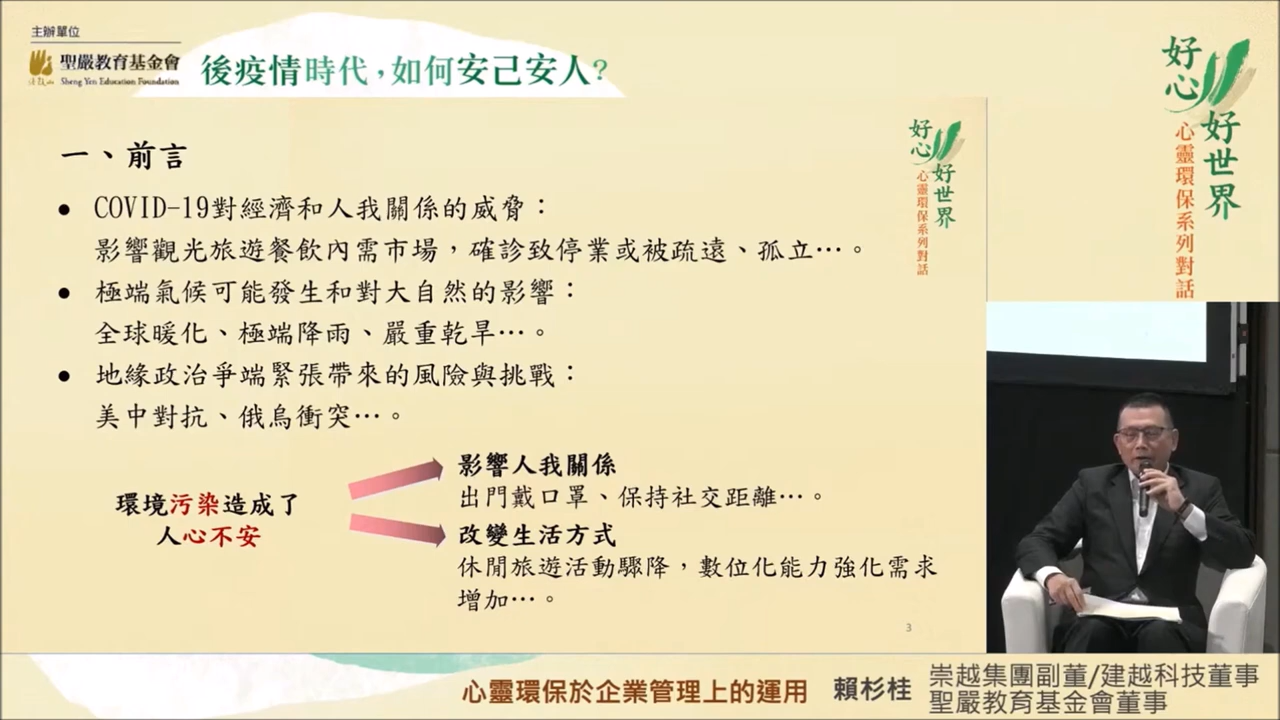 主辦單位
聖嚴教育基金會
Sheng Yen Education Foundation
後疫情時代，如何安己安人？
好心
好世界
心靈環保系列對話
一、前言
好心
好世界
心靈環保系列對話
● COVID-19對經濟和人我關係的威脅：
影響觀光旅遊餐飲內需市場，確診致停業或被疏遠、孤立…。
● 極端氣候可能發生和對大自然的影響：
全球暖化、極端降雨、嚴重乾旱…。
● 地緣政治爭端緊張帶來的風險與挑戰：
美中對抗、俄烏衝突…。
環境污染造成了
人心不安
影響人我關係
出門戴口罩、保持社交距離…。
改變生活方式
休閒旅遊活動驟降，數位化能力強化需求
增加…。
3
心靈環保於企業管理上的運用
賴杉桂
崇越集團副董/建越科技董事
聖嚴教育基金會董事